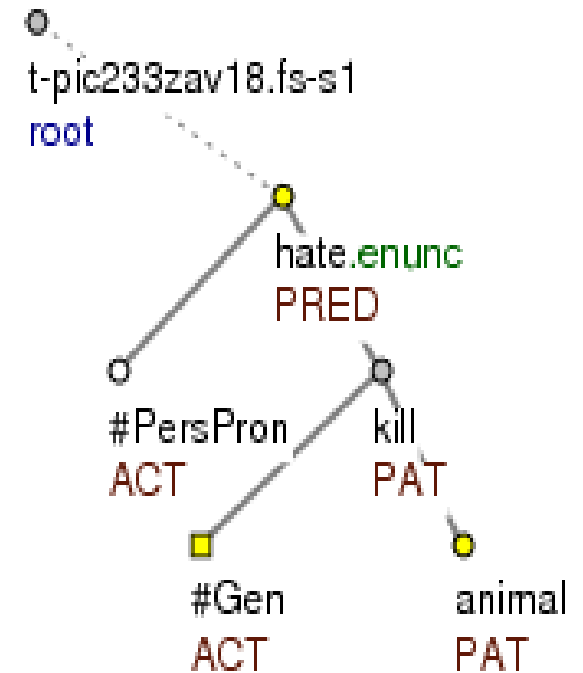 t-pic233zav18.fs-s1
root
hate.enunc
PRED
#PersPron kill
ACT PAT
#Gen animal
ACT PAT